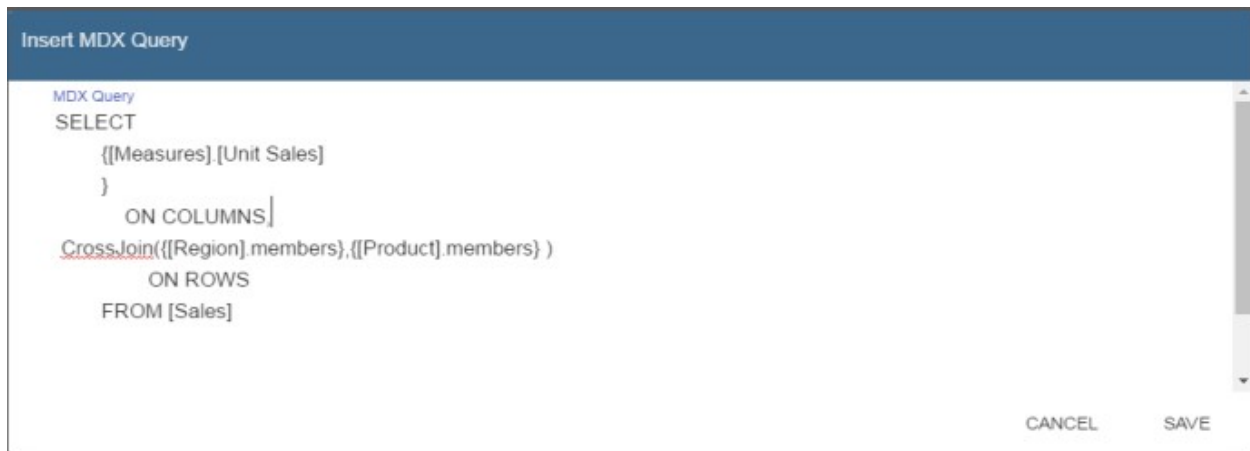 Insert MDX Query
MDX Query
SELECT
{[Measures].[Unit Sales]
}
ON COLUMNS,
CrossJoin({[Region].members},{[Product].members} )
ON ROWS
FROM [Sales]
CANCEL SAVE